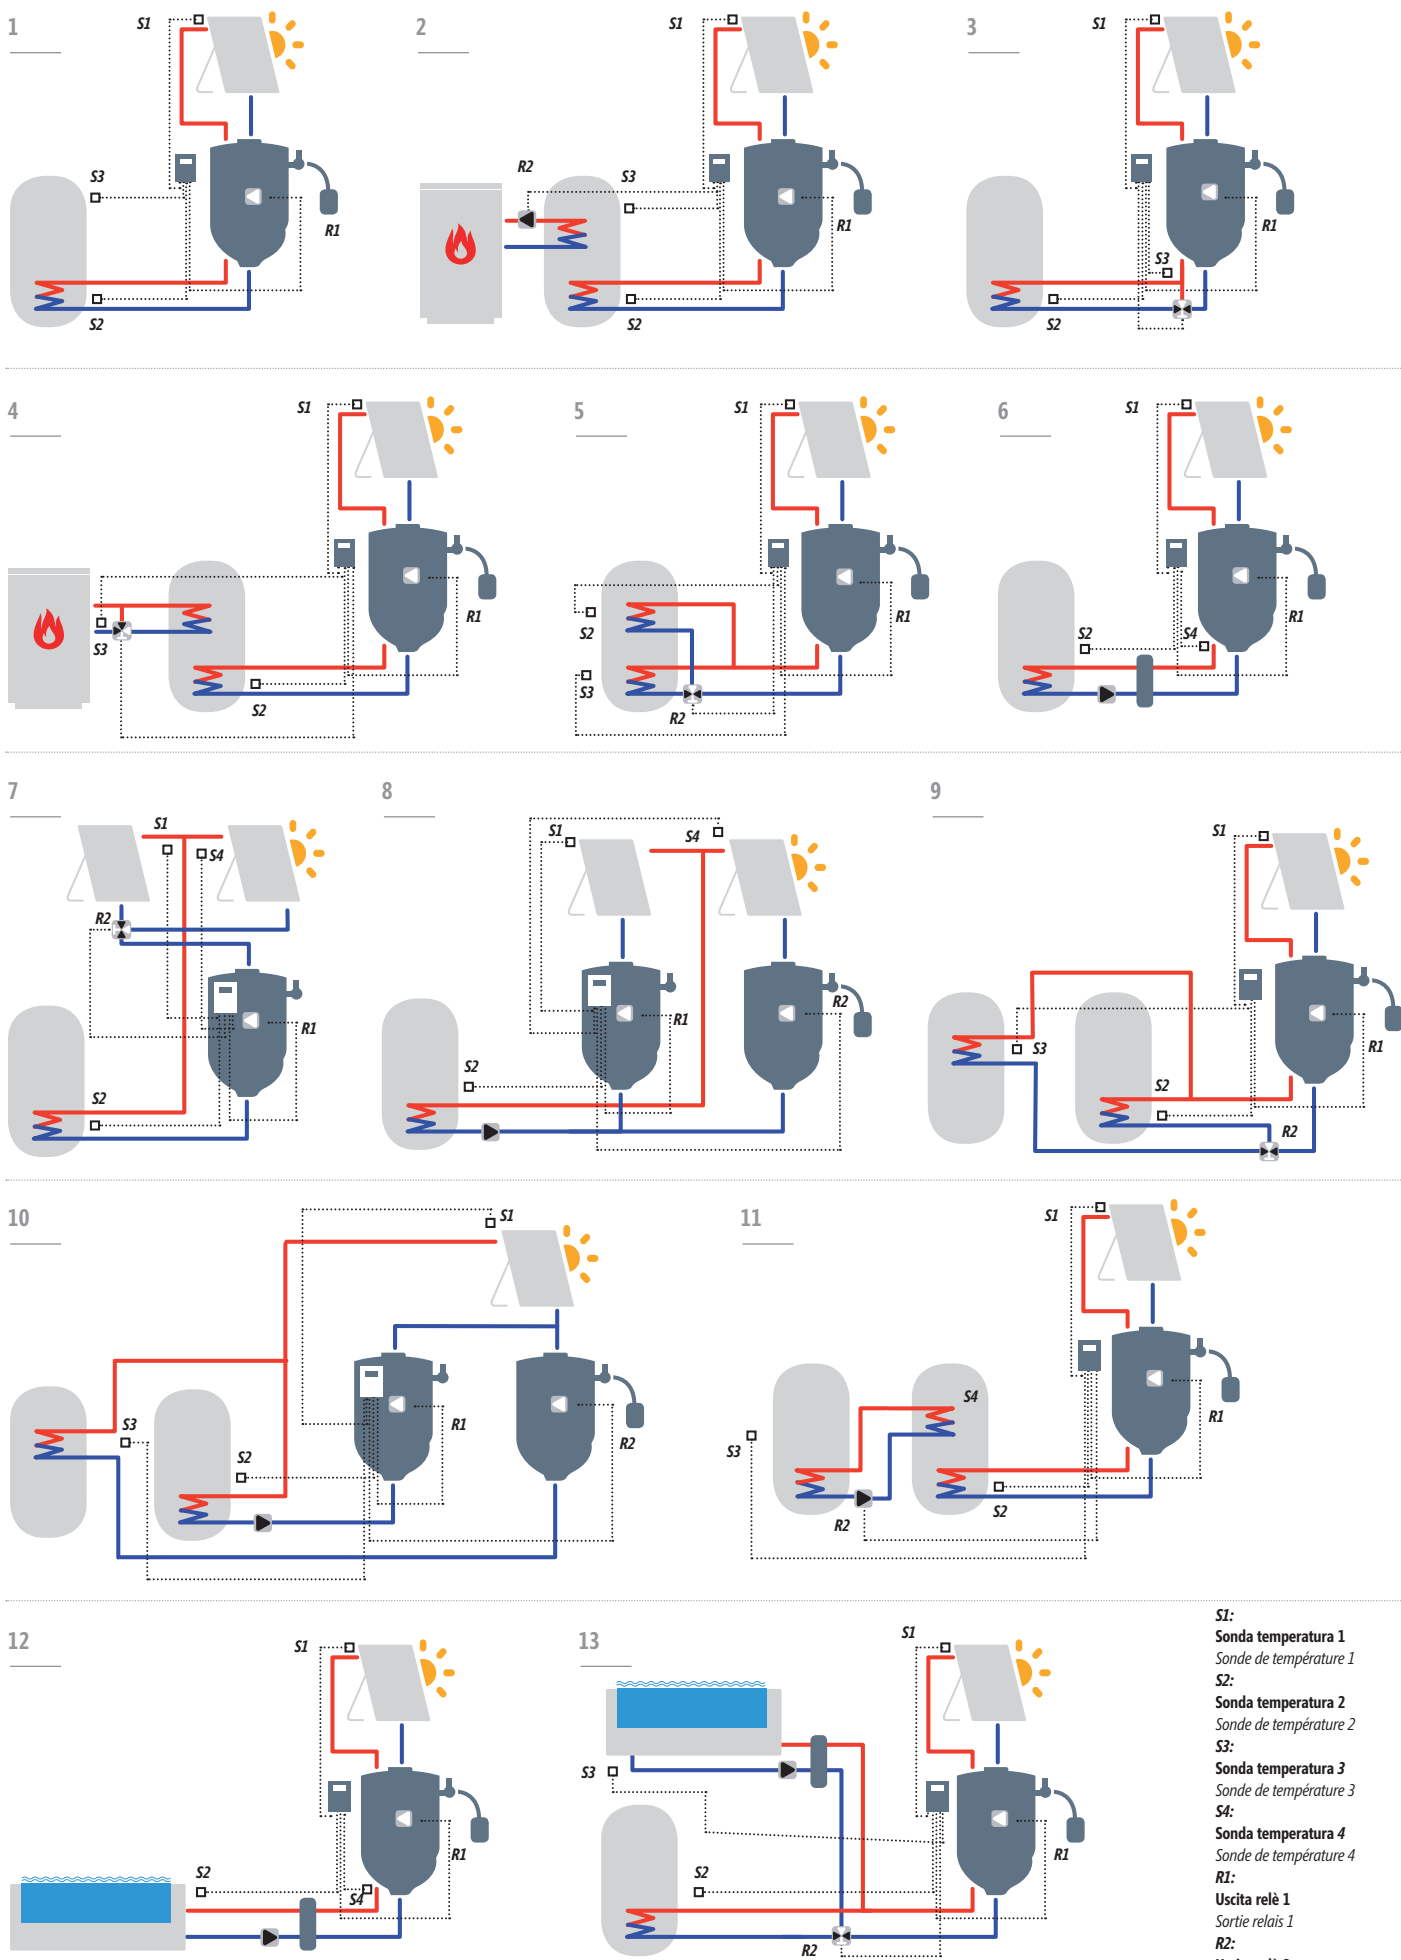 1
S1
S3
R1
S2
2
S1
R2
S3
R1
S2
3
S1
R1
S3
S2
4
S1
R1
S3
S2
5
S1
S2
R1
S3
R2
6
S1
R1
S2
S4
7
S1
S4
R2
R1
S2
8
S1
S4
R2
R1
S2
9
S1
S3
R1
S2
R2
10
S1
S3
R1
R2
S2
11
S1
S4
R1
S3
S2
R2
12
S1
R1
S2
S4
13
S1
S3
R1
S2
R2
S1:
Sonda temperatura 1
Sonde de température 1
S2:
Sonda temperatura 2
Sonde de température 2
S3:
Sonda temperatura 3
Sonde de température 3
S4:
Sonda temperatura 4
Sonde de température 4
R1:
Uscita relè 1
Sortie relais 1
R2: